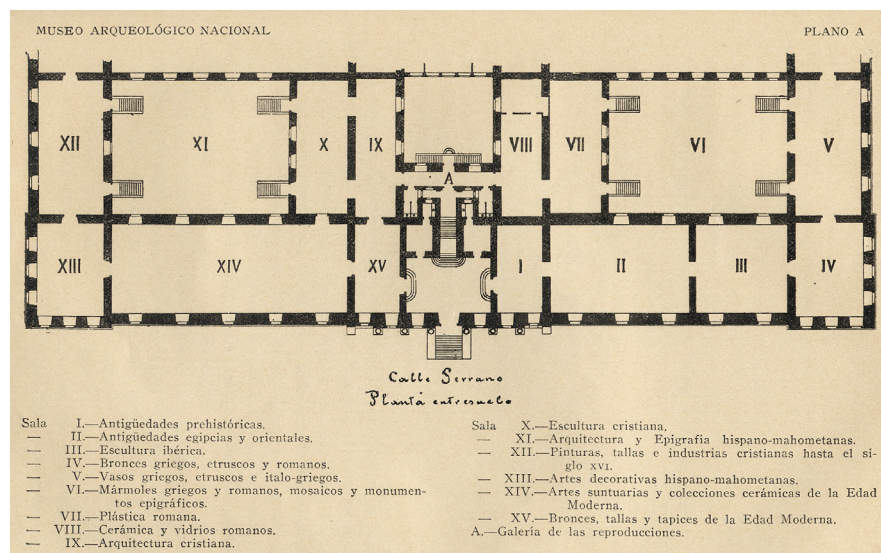 MUSEO ARQUEOLÓGICO NACIONAL
PLANO A
XII
XI
X
IX
VIII
VII
VI
V
A
XIII
XIV
XV
I
II
III
IV
Calle Serrano
Planta entresuelo
Sala I.—Antigüedades prehistóricas.
— II.—Antigüedades egipcias y orientales.
— III.—Escultura ibérica.
— IV.—Bronces griegos, etruscos y romanos.
— V.—Vasos griegos, etruscos e italo-griegos.
— VI.—Mármoles griegos y romanos, mosaicos y monumen-
tos epigráficos.
— VII.—Plástica romana.
— VIII.—Cerámica y vidrios romanos.
— IX.—Arquitectura cristiana.
Sala X.—Escultura cristiana.
— XI.—Arquitectura y Epigrafía hispano-mahometanas.
— XII.—Pinturas, tallas e industrias cristianas hasta el si-
glo XVI.
— XIII.—Artes decorativas hispano-mahometanas.
— XIV.—Artes suntuarias y colecciones cerámicas de la Edad
Moderna.
— XV.—Bronces, tallas y tapices de la Edad Moderna.
A.—Galería de las reproducciones.